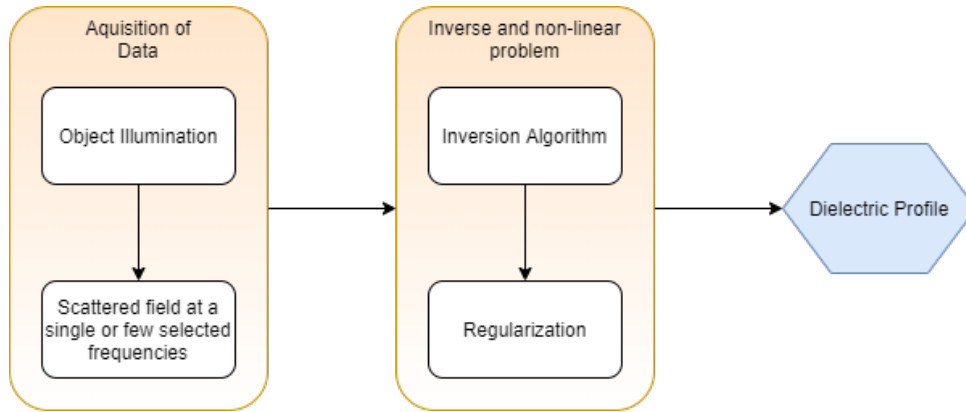 Aquisition of
Data
Object Illumination
Scattered field at a
single or few selected
frequencies
Inverse and non-linear
problem
Inversion Algorithm
Regularization
Dielectric Profile